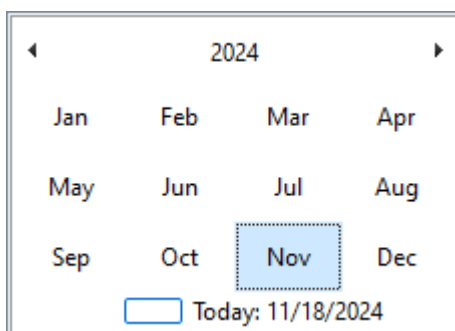 2024
Jan Feb Mar Apr
May Jun Jul Aug
Sep Oct Nov Dec
Today: 11/18/2024